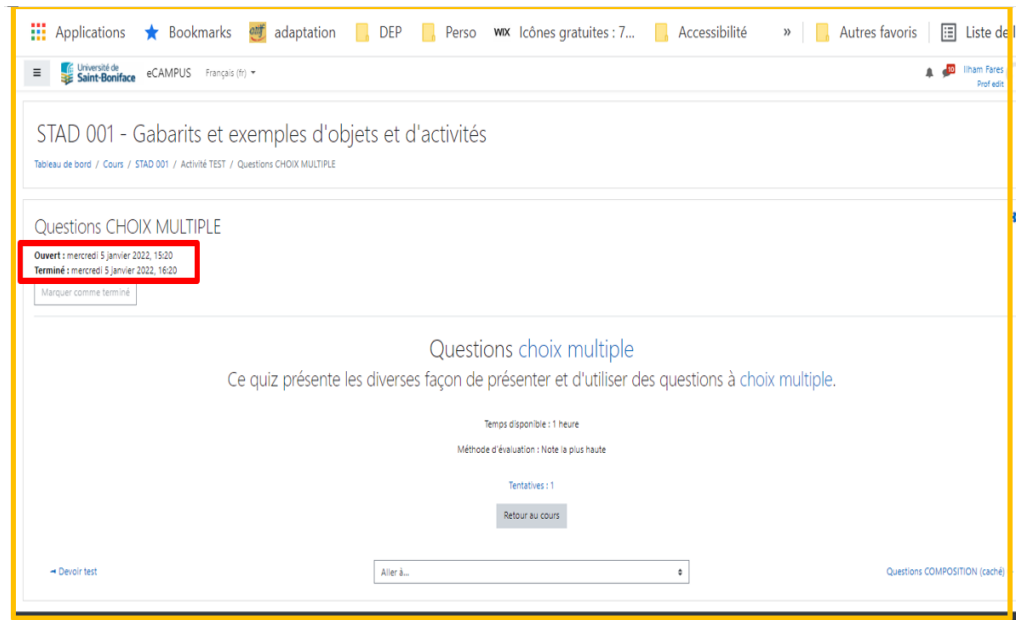 Applications Bookmarks adaptation DEP Perso WIX Icônes gratuites : 7... Accessibilité » Autres favoris Liste de l
Université de
Saint-Boniface eCAMPUS Français (fr)
10 Ilham Fares
Prof edit
STAD 001 - Gabarits et exemples d'objets et d'activités
Tableau de bord / Cours / STAD 001 / Activité TEST / Questions CHOIX MULTIPLE
Questions CHOIX MULTIPLE
Ouvert : mercredi 5 janvier 2022, 15:20
Terminé : mercredi 5 janvier 2022, 16:20
Marquer comme terminé
Questions choix multiple
Ce quiz présente les diverses façon de présenter et d'utiliser des questions à choix multiple.
Temps disponible : 1 heure
Méthode d'évaluation : Note la plus haute
Tentatives : 1
Retour au cours
Devoir test Aller à... Questions COMPOSITION (caché)